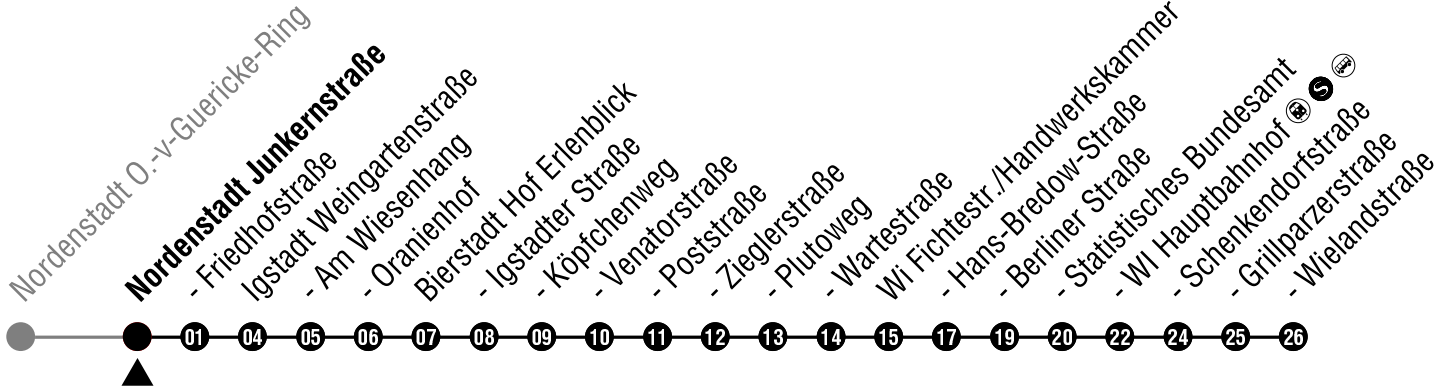 Nordenstadt O.-v-Guericke-Ring
Nordenstadt Junkernstraße
- Friedhofstraße
Igstadt Weingartenstraße
- Am Wiesenhang
- Oranienhof
Bierstadt Hof Erlenblick
- Igstadter Straße
- Köpfchenweg
- Venatorstraße
- Poststraße
- Zieglerstraße
- Plutoweg
- Wartestraße
Wi Fichtestr./Handwerkskammer
- Hans-Bredow-Straße
- Berliner Straße
- Statistisches Bundesamt
- WI Hauptbahnhof S
- Schenkendorfstraße
- Grillparzerstraße
- Wielandstraße
01 04 05 06 07 08 09 10 11 12 13 14 15 17 19 20 22 24 25 26